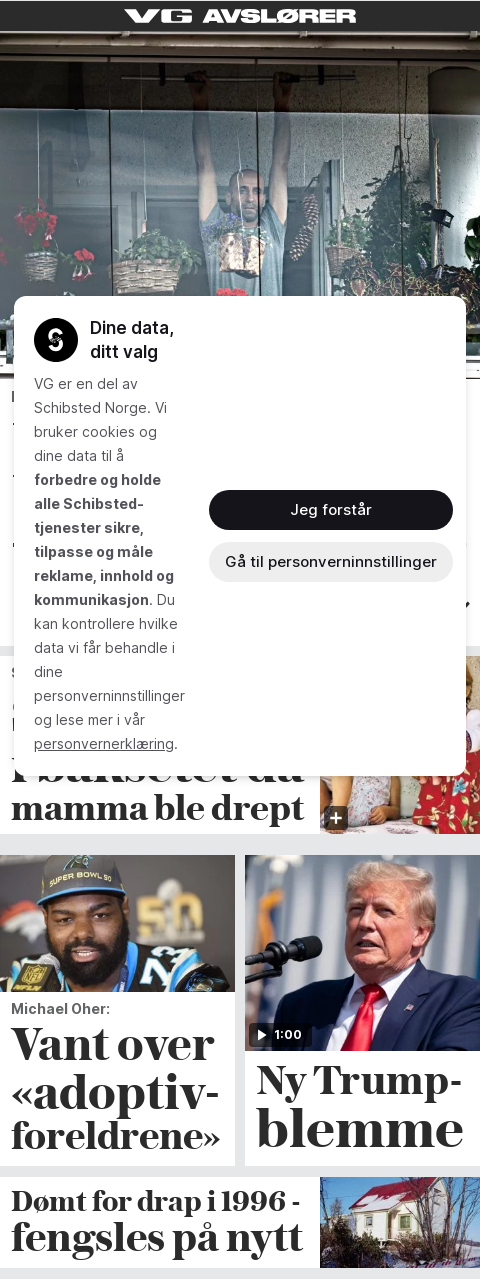 VG AVSLØRER
Dine data,
ditt valg
VG er en del av
Schibsted Norge. Vi
bruker cookies og
dine data til å
forbedre og holde
alle Schibsted-
tjenester sikre,
tilpasse og måle
reklame, innhold og
kommunikasjon. Du
kan kontrollere hvilke
data vi får behandle i
dine
personverninnstillinger
og lese mer i vår
personvernerklæring.
Jeg forstår
Gå til personverninnstillinger
mamma ble drept
SUPER BOWL 50
50
NFL
73
Michael Oher:
Vant over
«adoptiv-
foreldrene»
1:00
Ny Trump-
blemme
Dømt for drap i 1996 -
fengsles på nytt